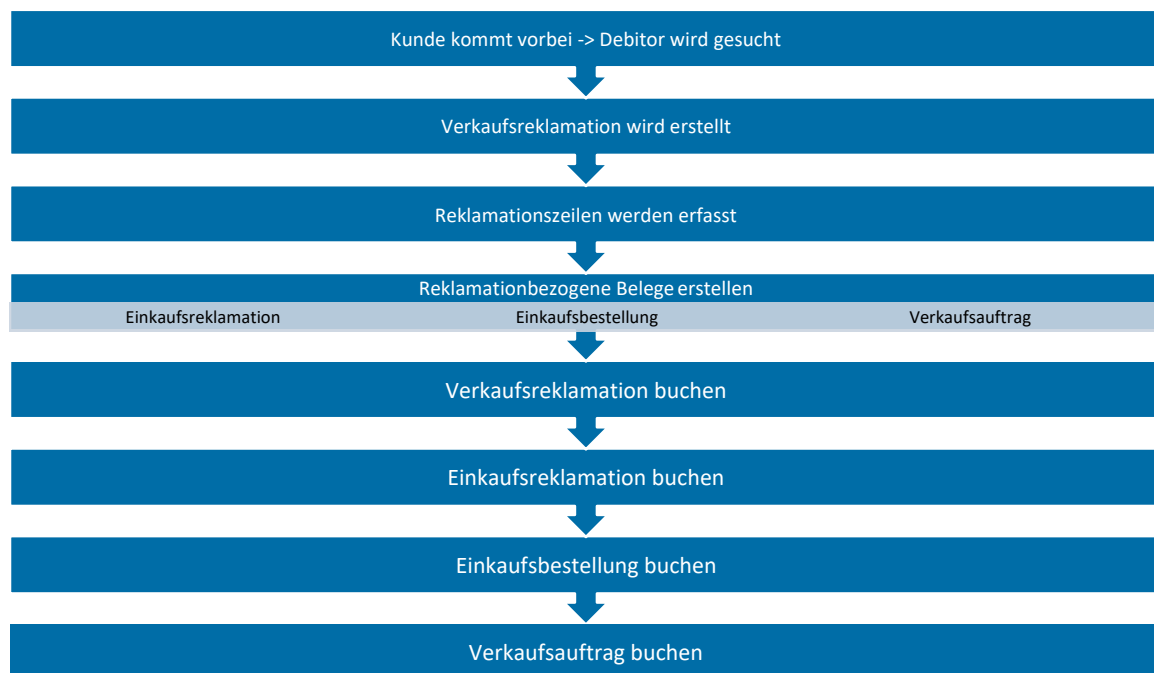 Kunde kommt vorbei -> Debitor wird gesucht
Verkaufsreklamation wird erstellt
Reklamationszeilen werden erfasst
Reklamationbezogene Belege erstellen
Einkaufsreklamation Einkaufsbestellung Verkaufsauftrag
Verkaufsreklamation buchen
Einkaufsreklamation buchen
Einkaufsbestellung buchen
Verkaufsauftrag buchen